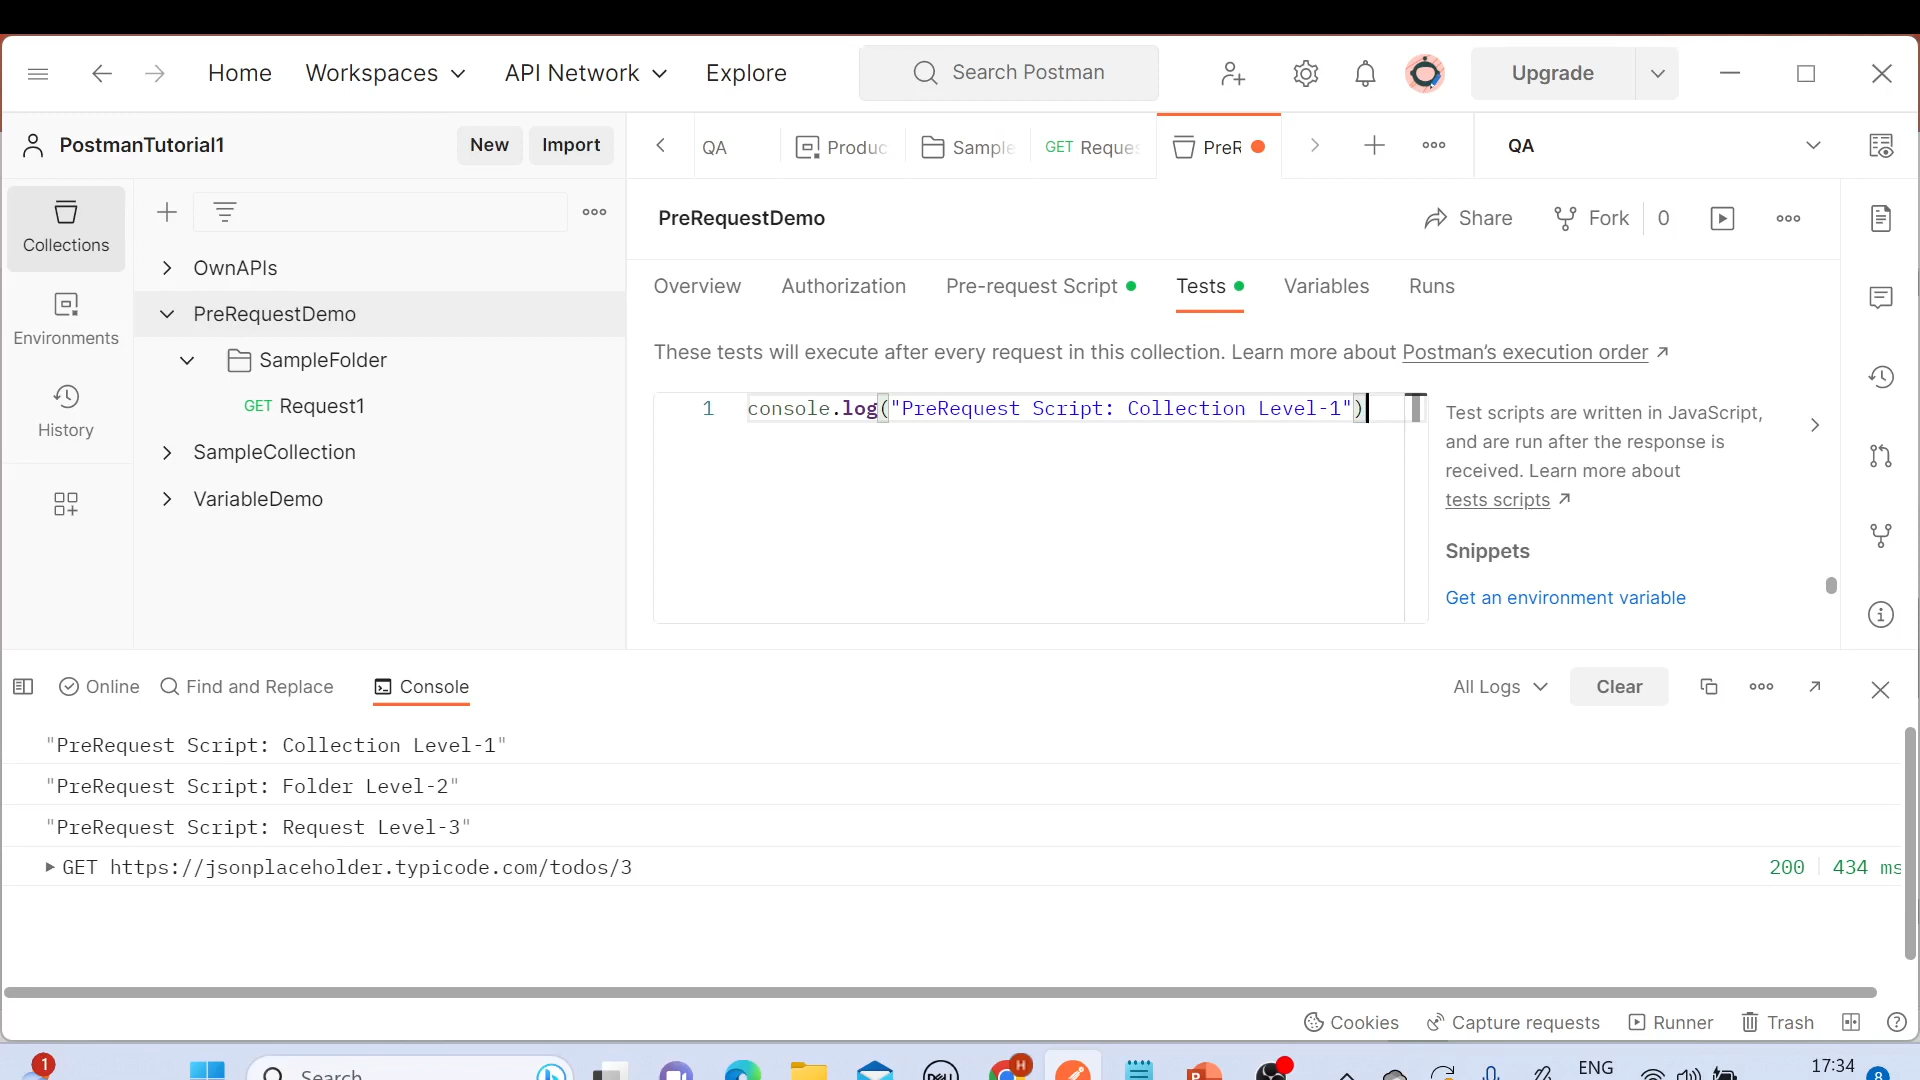 Home
Workspaces
API Network
Explore
Search Postman
Upgrade
PostmanTutorial1
New
Import
QA
Produc
Sample
GET Reques
PreR
QA
Collections
Environments
History
OwnAPIs
PreRequestDemo
SampleFolder
GET Request1
SampleCollection
VariableDemo
PreRequestDemo
Share
Fork
0
Overview
Authorization
Pre-request Script
Tests
Variables
Runs
These tests will execute after every request in this collection. Learn more about Postman's execution order ↗
1
console.log("PreRequest Script: Collection Level-1")
Test scripts are written in JavaScript,
and are run after the response is
received. Learn more about
tests scripts ↗
Snippets
Get an environment variable
Online
Find and Replace
Console
All Logs
Clear
"PreRequest Script: Collection Level-1"
"PreRequest Script: Folder Level-2"
"PreRequest Script: Request Level-3"
GET https://jsonplaceholder.typicode.com/todos/3
200
434 ms
Cookies
Capture requests
Runner
Trash
1
Search
DELL
H
P
ENG
17:34
8